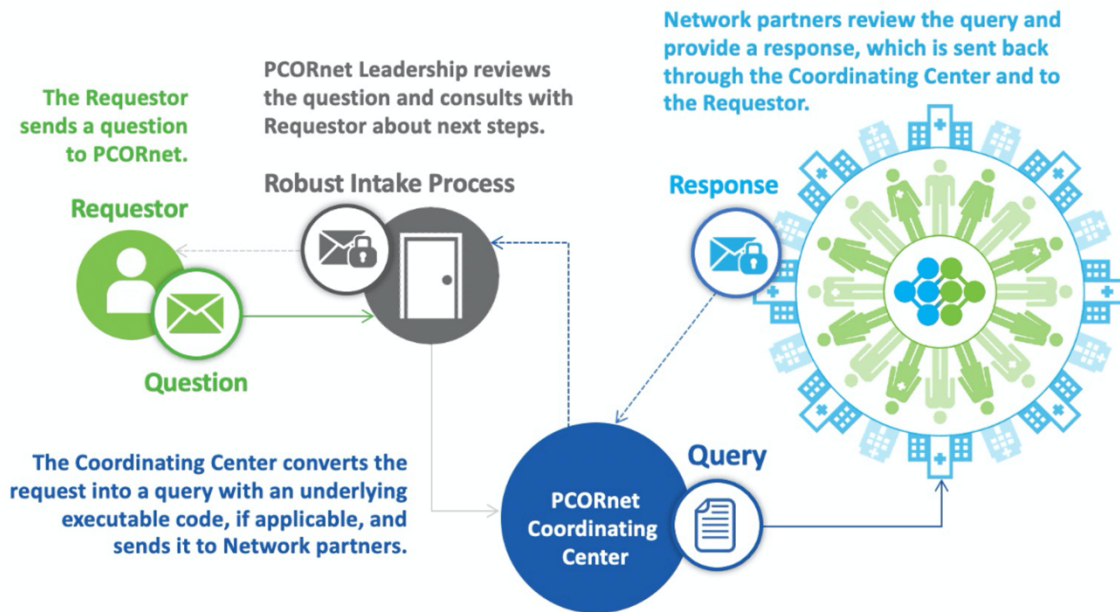 The Requestor
sends a question
to PCORnet.
Requestor
Question
PCORnet Leadership reviews
the question and consults with
Requestor about next steps.
Robust Intake Process
The Coordinating Center converts the
request into a query with an underlying
executable code, if applicable, and
sends it to Network partners.
PCORnet
Coordinating
Center
Query
Network partners review the query and
provide a response, which is sent back
through the Coordinating Center and to
the Requestor.
Response